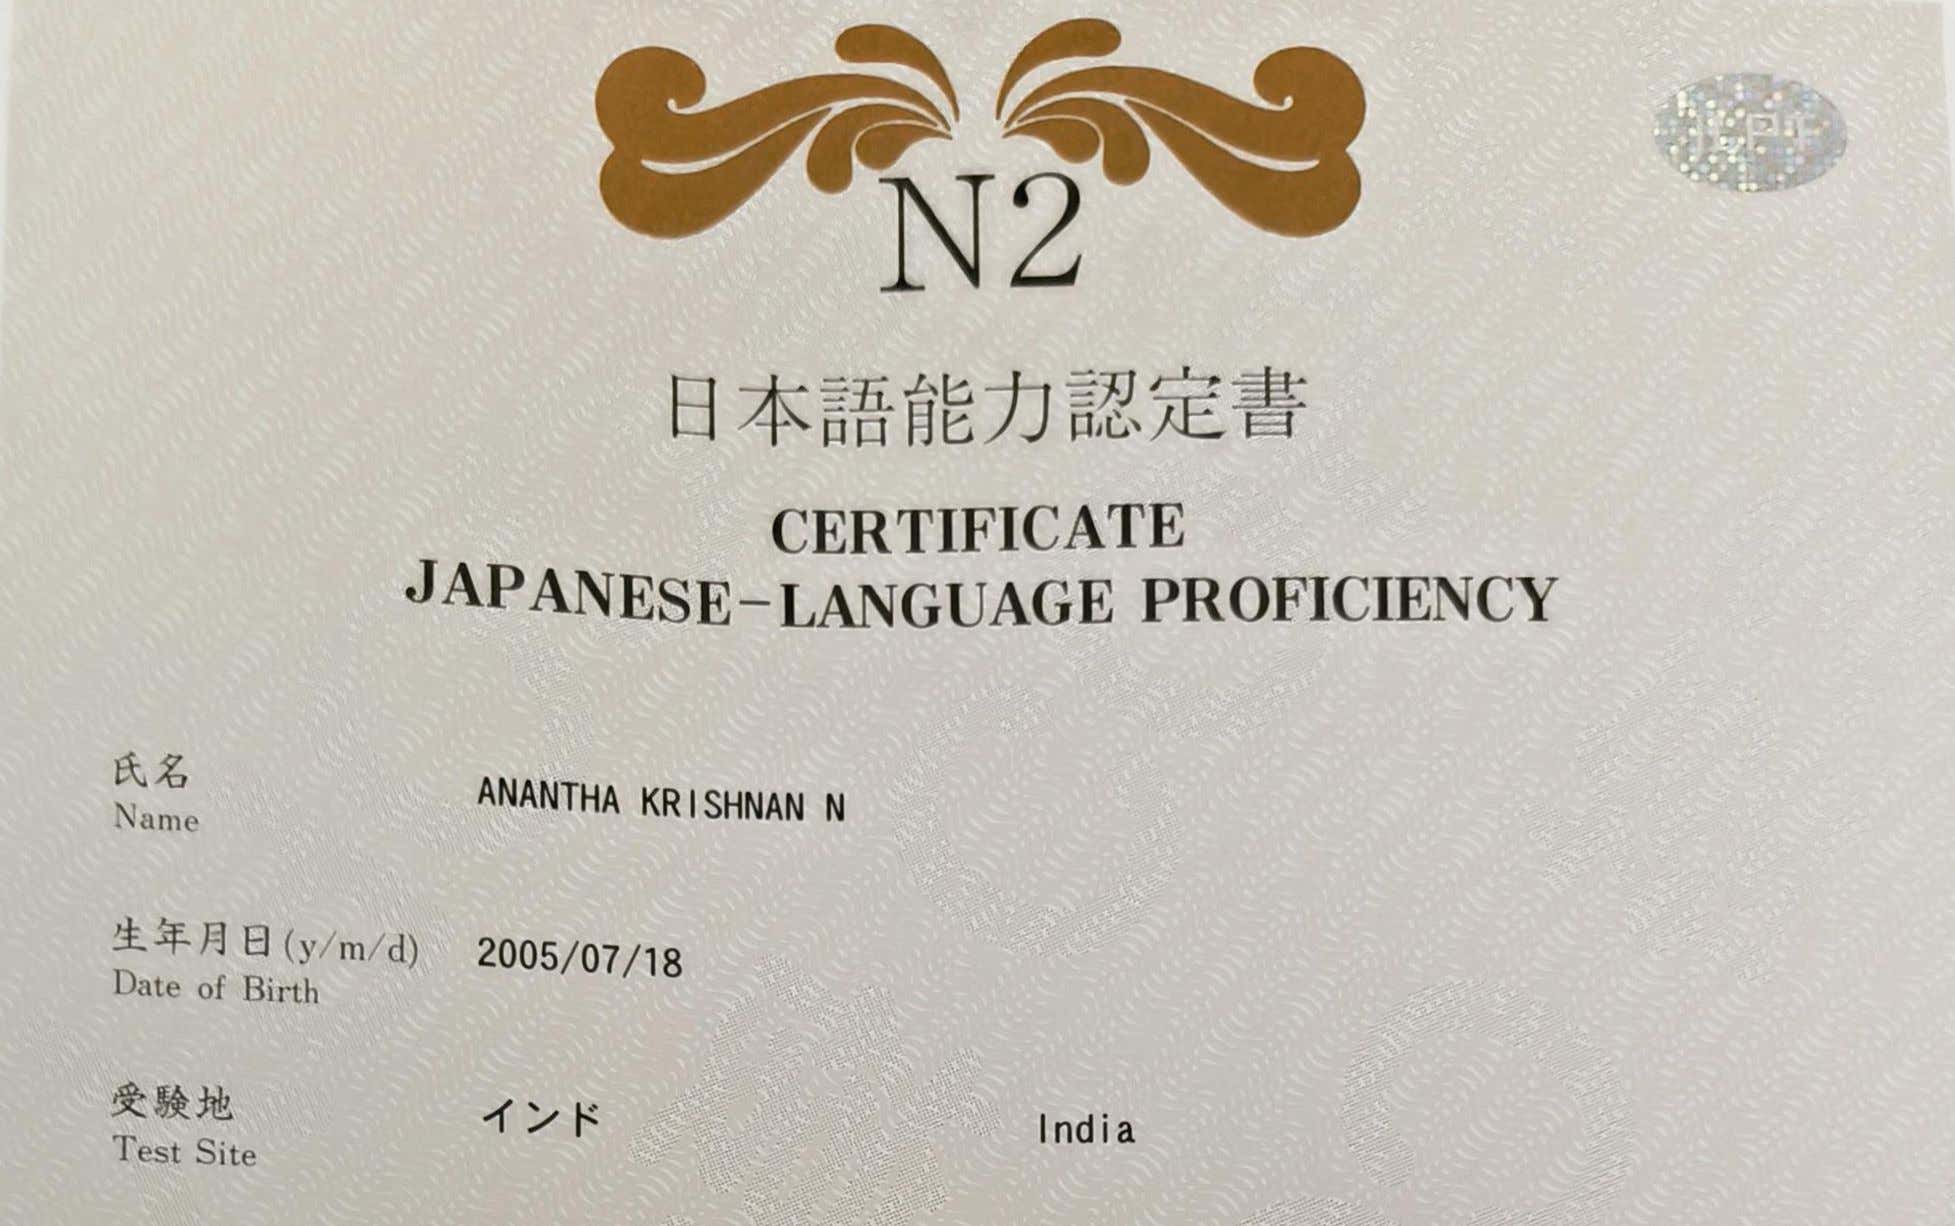 JLPT
N2
日本語能力認定書
CERTIFICATE
JAPANESE-LANGUAGE PROFICIENCY
氏名
Name
ANANTHA KRISHNAN N
生年月日(y/m/d)
Date of Birth
2005/07/18
受験地
Test Site
インド India